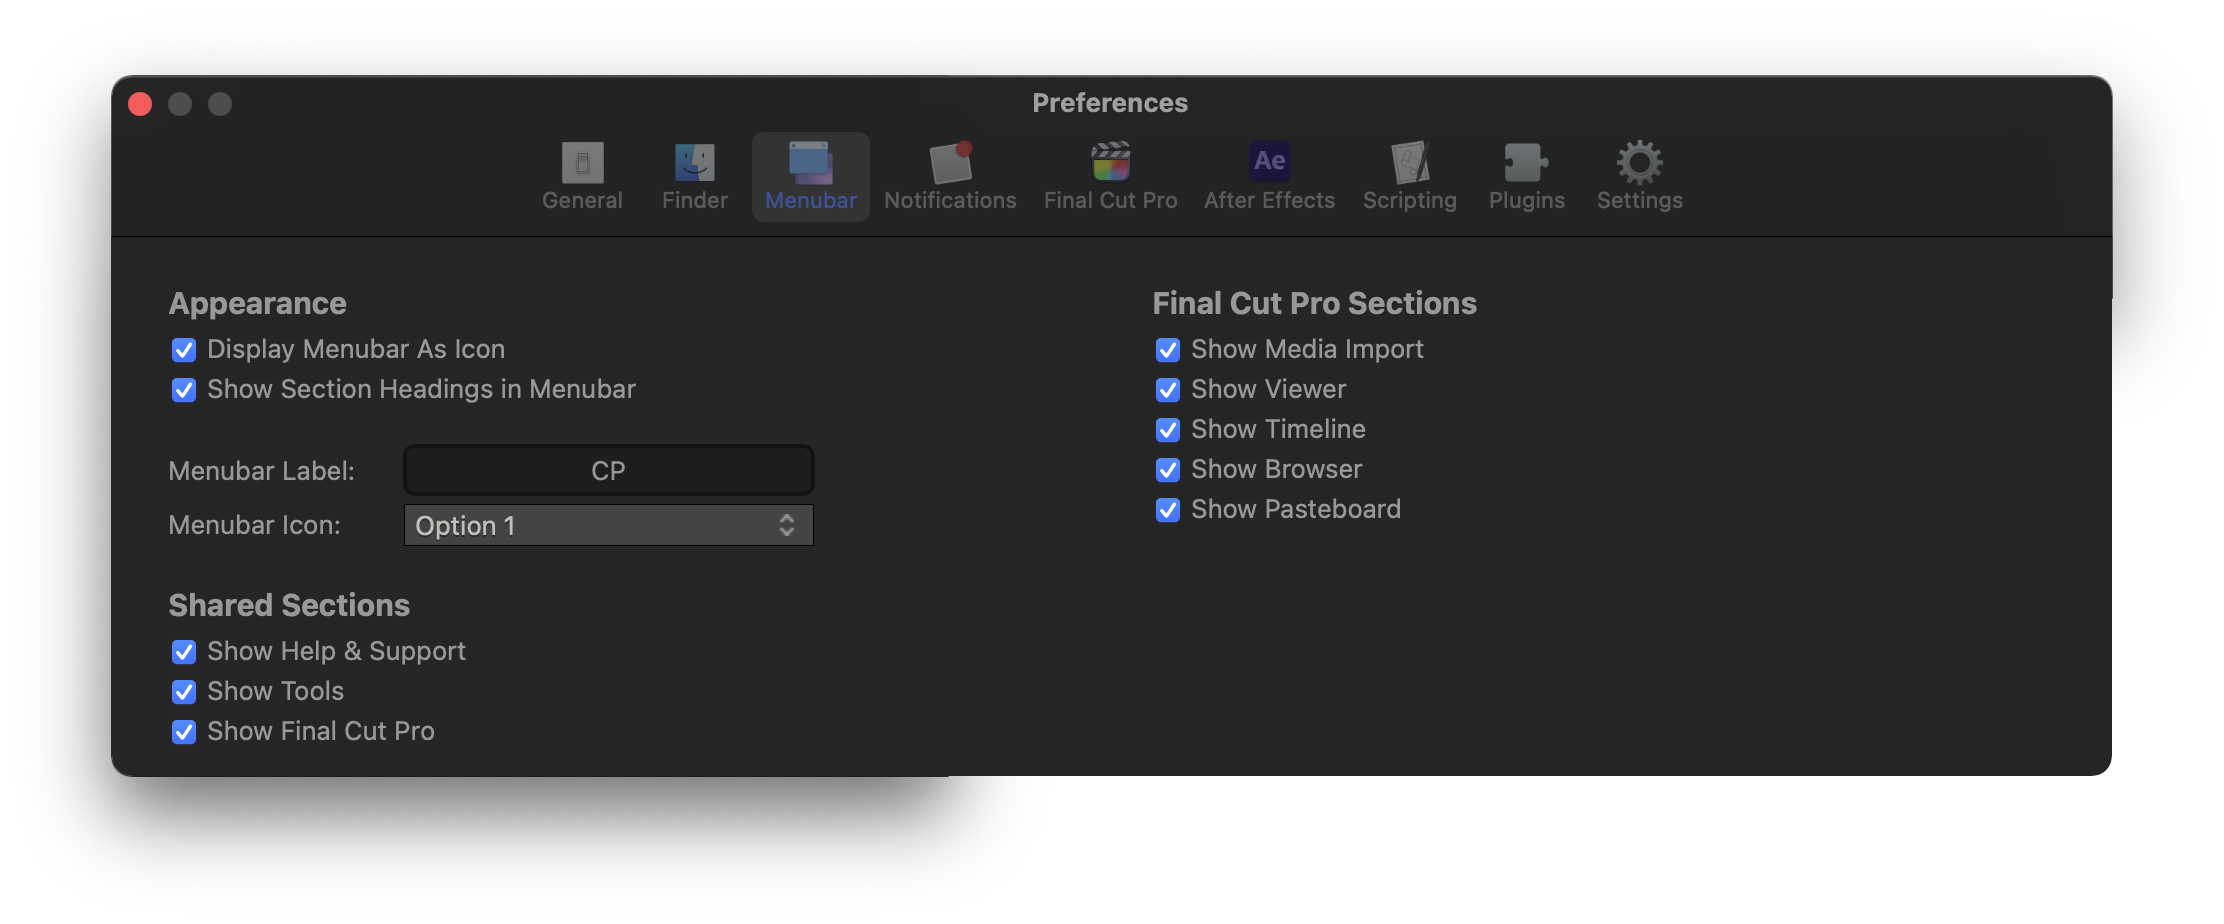 Preferences
General Finder Menubar Notifications Final Cut Pro Ae After Effects Scripting Plugins Settings
Appearance
Display Menubar As Icon
Show Section Headings in Menubar
Menubar Label: CP
Menubar Icon: Option 1
Shared Sections
Show Help & Support
Show Tools
Show Final Cut Pro
Final Cut Pro Sections
Show Media Import
Show Viewer
Show Timeline
Show Browser
Show Pasteboard